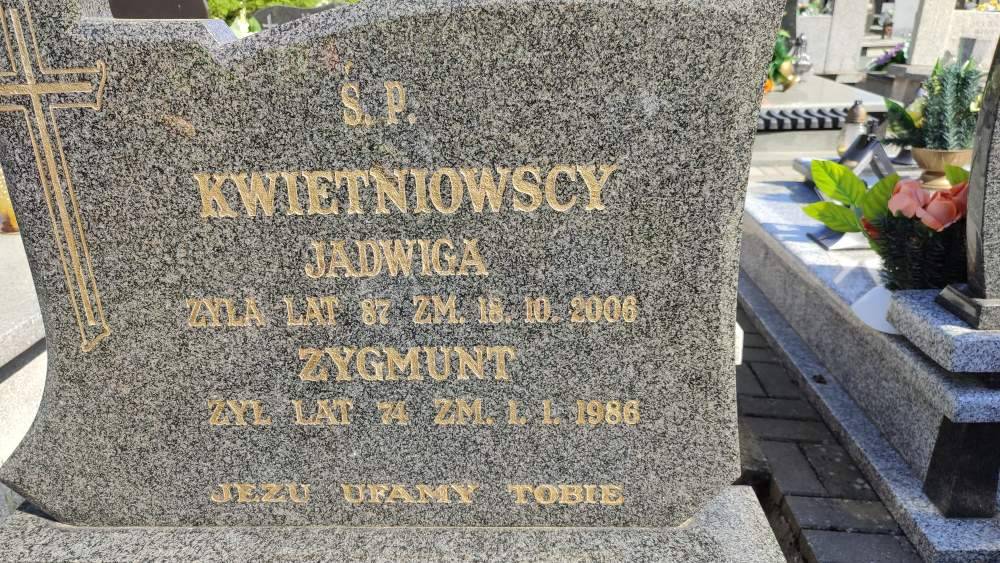 Ś. P.
KWIETNIOWSCY
JADWIGA
ŻYŁA LAT 87 ZM. 18. 10. 2006
ZYGMUNT
ŻYŁ LAT 74 ZM. 1. 1. 1986
JEZU UFAMY TOBIE